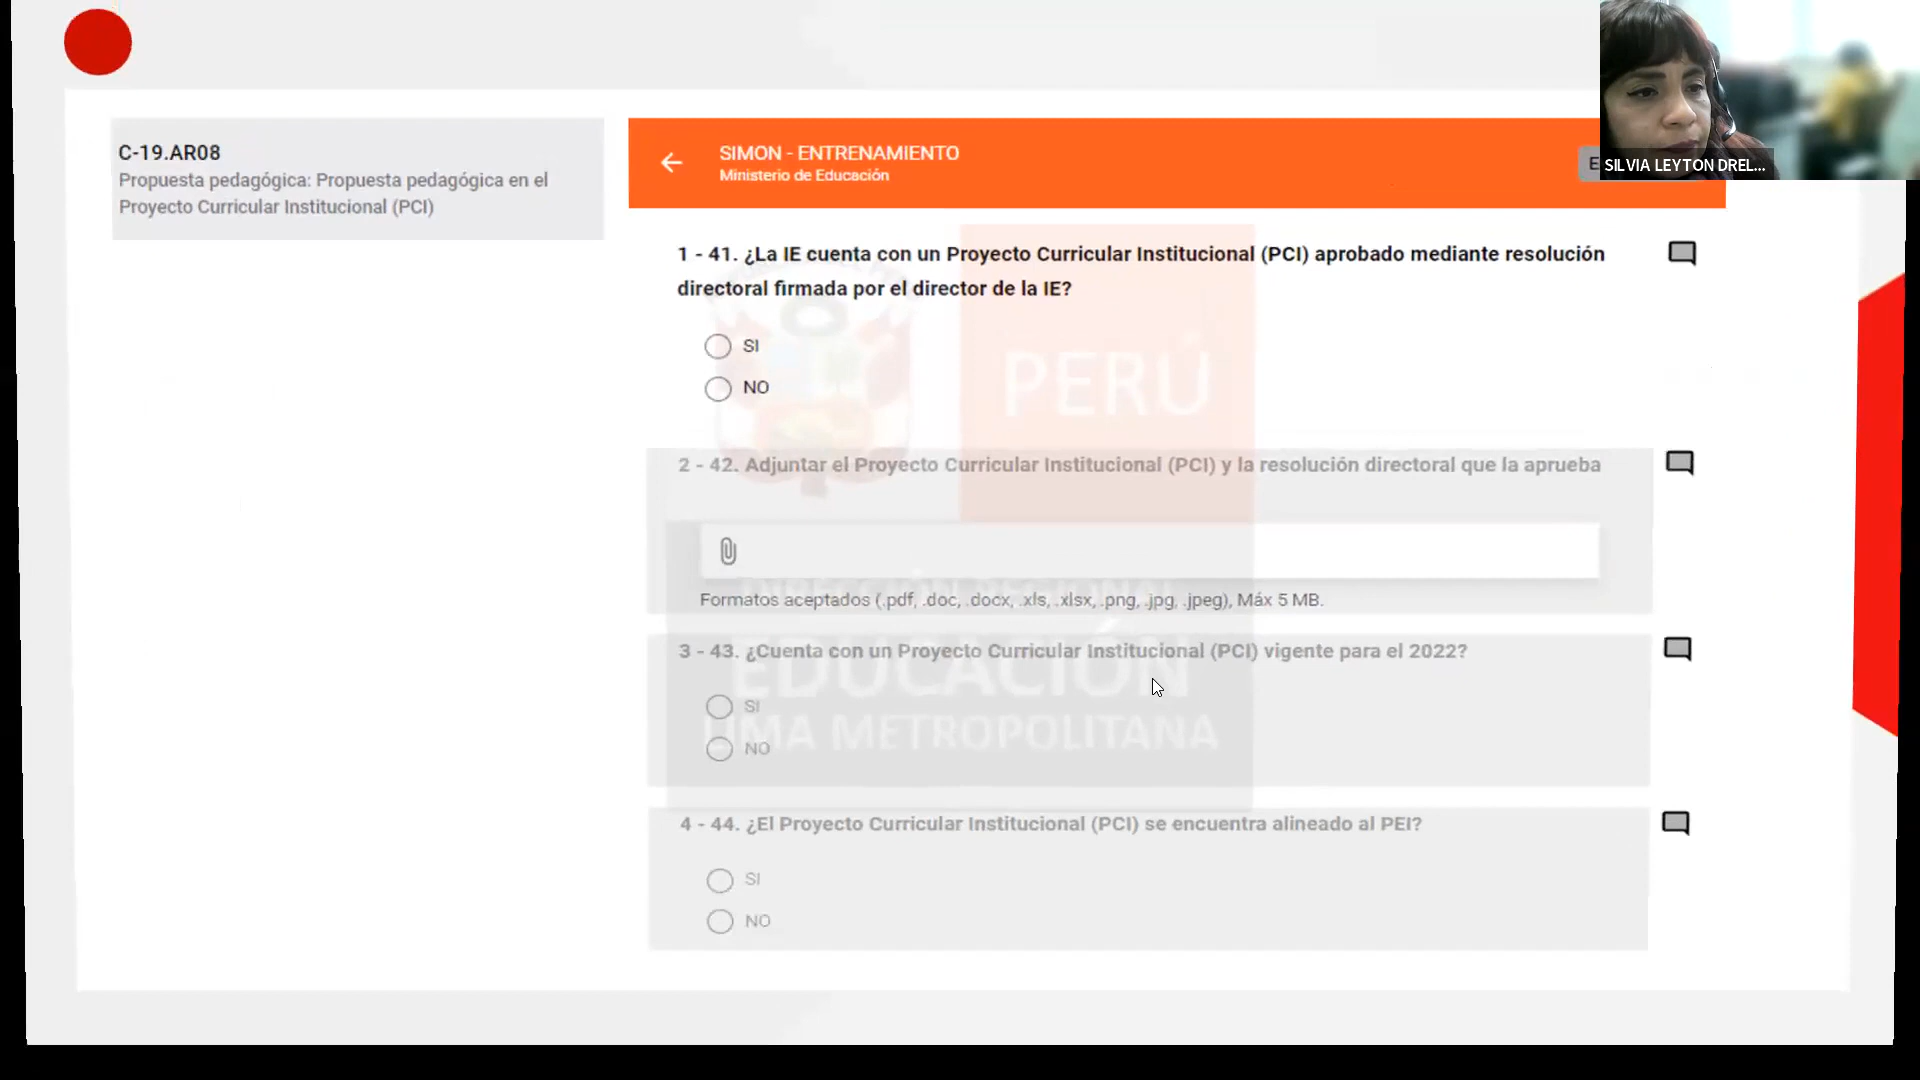 C-19.AR08
Propuesta pedagógica: Propuesta pedagógica en el
Proyecto Curricular Institucional (PCI)
SIMON - ENTRENAMIENTO
Ministerio de Educación
E
SILVIA LEYTON DREL...
1 - 41. ¿La IE cuenta con un Proyecto Curricular Institucional (PCI) aprobado mediante resolución
directoral firmada por el director de la IE?
SI
NO
PERÚ
2 - 42. Adjuntar el Proyecto Curricular Institucional (PCI) y la resolución directoral que la aprueba
Formatos aceptados (.pdf, .doc, .docx, .xls, .xlsx, .png, .jpg, .jpeg), Máx 5 MB.
DIRECCIÓN REGIONAL
EDUCACIÓN
LIMA METROPOLITANA
3 - 43. ¿Cuenta con un Proyecto Curricular Institucional (PCI) vigente para el 2022?
SI
NO
4 - 44. ¿El Proyecto Curricular Institucional (PCI) se encuentra alineado al PEI?
SI
NO